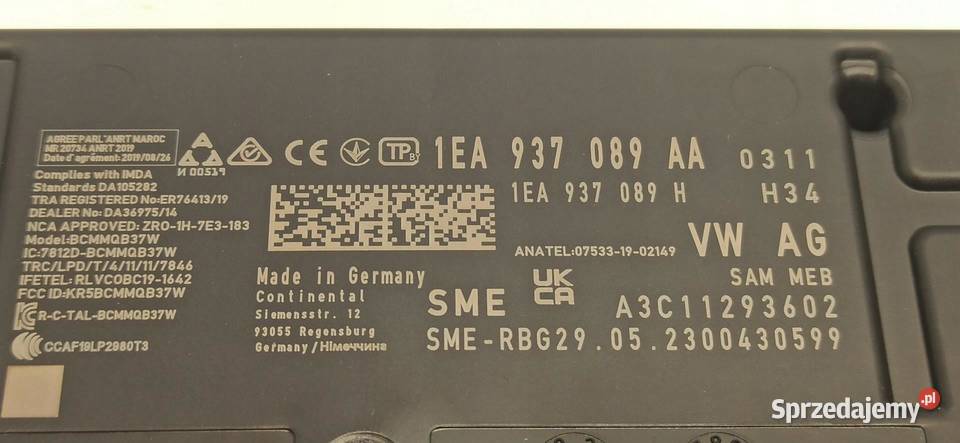 AGREE PARL'ANRT MAROC
MR 20734 ANRT 2019
Date d'agrément: 2019/08/26
И 00519
CE TP
1EA 937 089 AA 0311
1EA 937 089 H H34
Complies with IMDA
Standards DA105282
TRA REGISTERED No:ER76413/19
DEALER No: DA36975/14
NCA APPROVED: ZRO-1H-7E3-183
Model:BCMMQB37W
IC:7812D-BCMMQB37W
TRC/LPD/T/4/11/11/7846
IFETEL: RLVCOBC19-1642
FCC ID:KR5BCMMQB37W
R-C-TAL-BCMMQB37W
CCAF19LP2980T3
ANATEL:07533-19-02149
VW AG
Made in Germany
Continental
Siemensstr. 12
93055 Regensburg
Germany/Німеччина
SME
UK
CA
SAM MEB
A3C11293602
SME-RBG29.05.2300430599
Sprzedajemy.pl